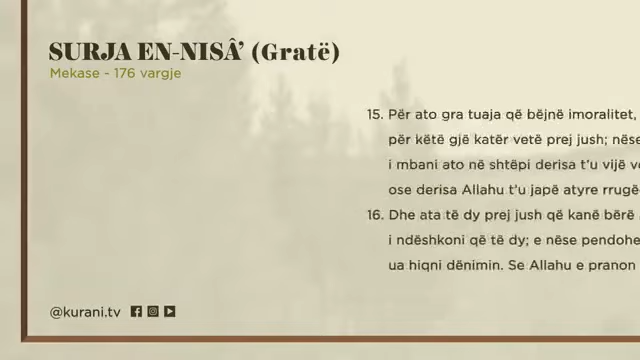 SURJA EN-NISÂ’ (Gratë)
Mekase - 176 vargje
15. Për ato gra tuaja që bëjnë imoralitet,
për këtë gjë katër vetë prej jush; nëse
i mbani ato në shtëpi derisa t’u vijë
ose derisa Allahu t’u japë atyre
16. Dhe ata të dy prej jush që kanë bërë
i ndëshkoni që të dy; e nëse
ua hiqni dënimin. Se Allahu e pranon
@kurani.tv